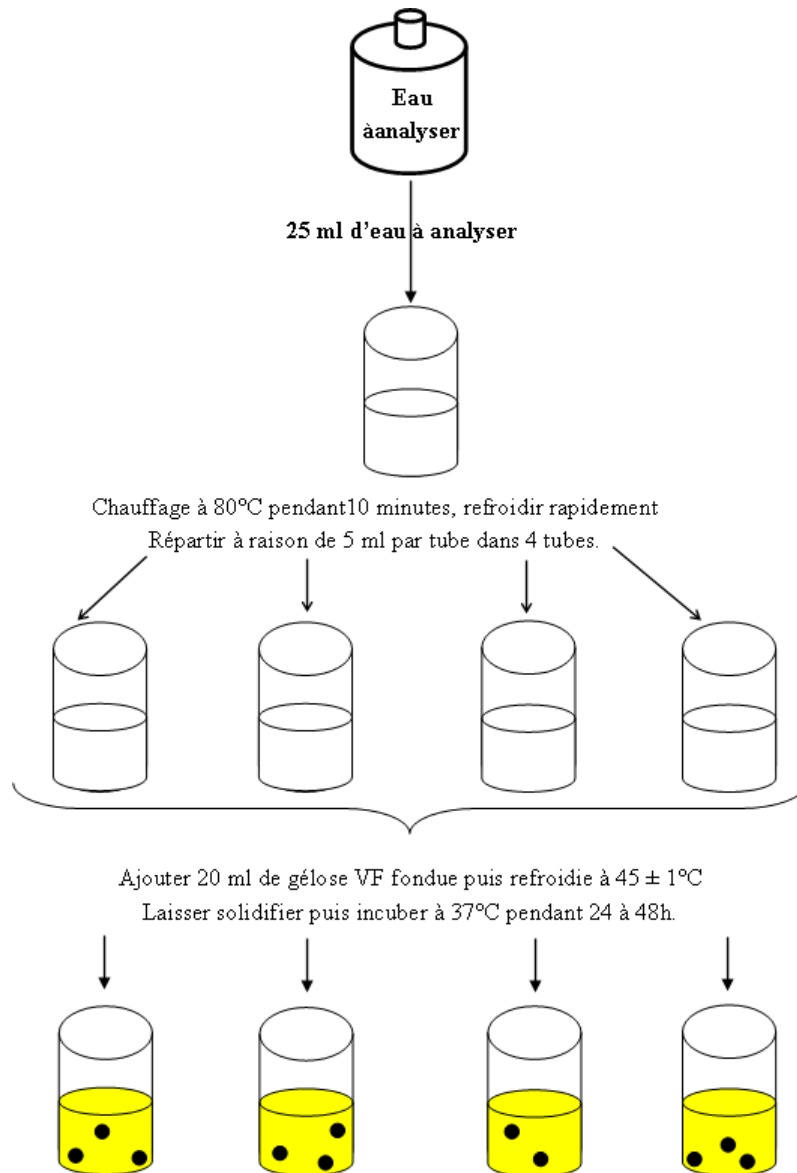 Eau
àanalyser
25 ml d’eau à analyser
Chauffage à 80°C pendant10 minutes, refroidir rapidement
Répartir à raison de 5 ml par tube dans 4 tubes.
Ajouter 20 ml de gélose VF fondue puis refroidie à 45 ± 1°C
Laisser solidifier puis incuber à 37°C pendant 24 à 48h.